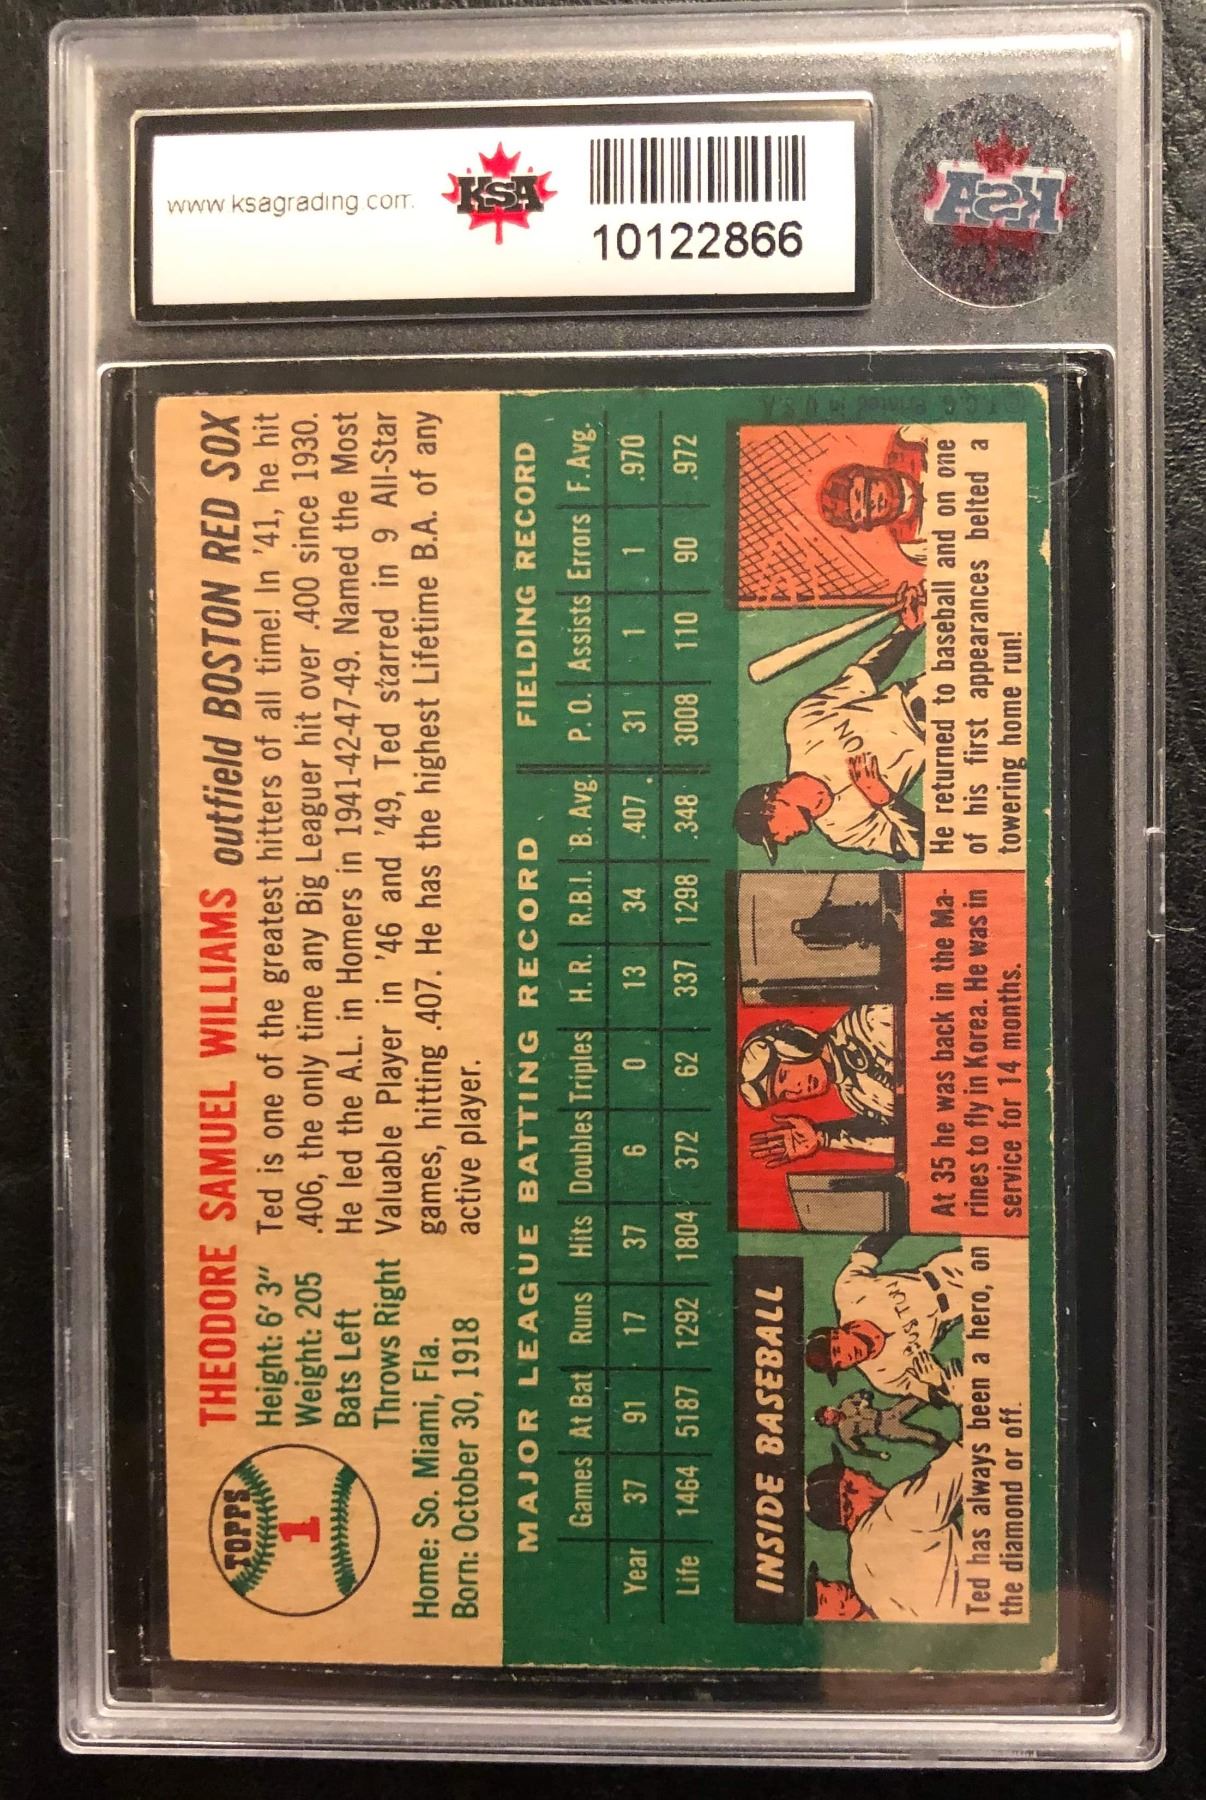 www.ksagrading.com
KSA
10122866
KSA
TOPPS
1
THEODORE SAMUEL WILLIAMS outfield BOSTON RED SOX
Height: 6' 3"
Weight: 205
Bats Left
Throws Right
Home: So. Miami, Fla.
Born: October 30, 1918
Ted is one of the greatest hitters of all time! In '41, he hit
.406, the only time any Big Leaguer hit over .400 since 1930.
He led the A.L. in Homers in 1941-42-47-49. Named the Most
Valuable Player in '46 and '49, Ted starred in 9 All-Star
games, hitting .407. He has the highest Lifetime B.A. of any
active player.
MAJOR LEAGUE BATTING RECORD FIELDING RECORD
Games At Bat Runs Hits Doubles Triples H. R. R.B.I. B. Avg. P. O. Assists Errors F. Avg.
Year 37 91 17 37 6 0 13 34 .407 31 1 1 .970
Life 1464 5187 1292 1804 372 62 337 1298 .348 3008 110 90 .972
INSIDE BASEBALL
Ted has always been a hero, on
the diamond or off.
At 35 he was back in the Ma-
rines to fly in Korea. He was in
service for 14 months.
He returned to baseball and on one
of his first appearances belted a
towering home run!
©T.C.G. Printed in U.S.A.